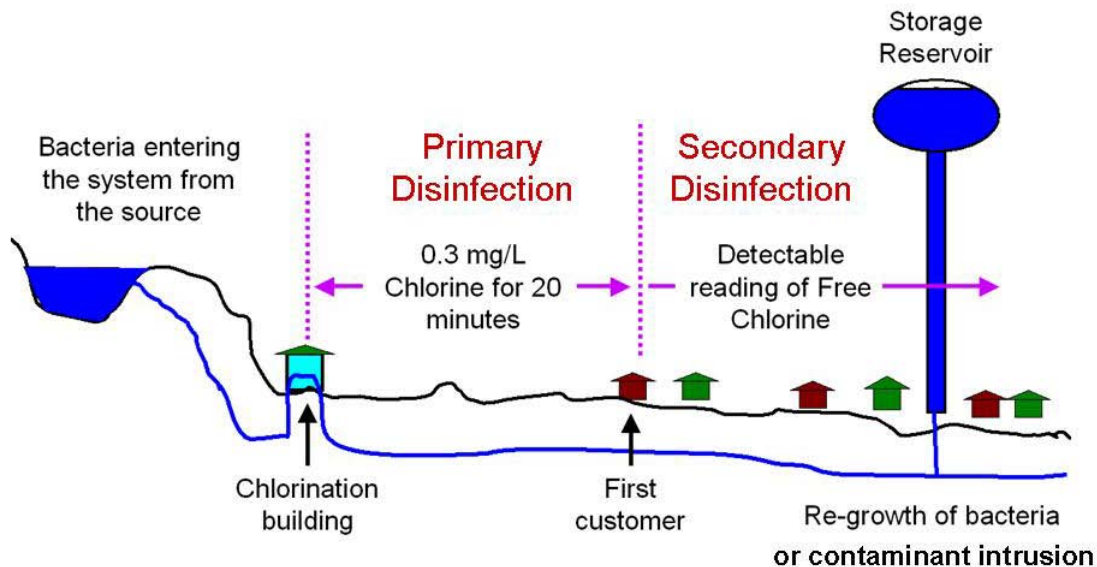 Storage
Reservoir
Bacteria entering
the system from
the source
Primary
Disinfection
Secondary
Disinfection
0.3 mg/L
Chlorine for 20
minutes
Detectable
reading of Free
Chlorine
Chlorination
building
First
customer
Re-growth of bacteria
or contaminant intrusion